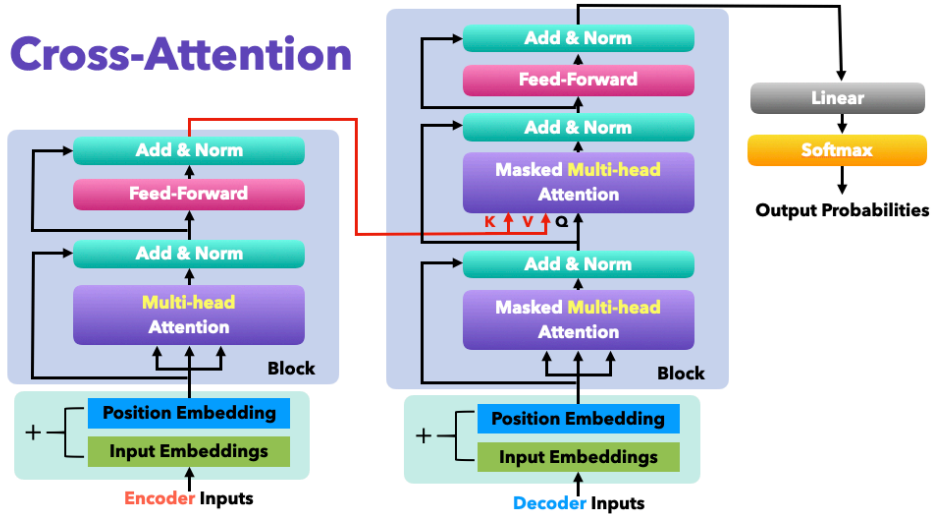 Cross-Attention
Add & Norm
Feed-Forward
Add & Norm
Multi-head
Attention
Block
Position Embedding
+
Input Embeddings
Encoder Inputs
Add & Norm
Feed-Forward
Add & Norm
Masked Multi-head
Attention
K V Q
Add & Norm
Masked Multi-head
Attention
Block
Position Embedding
+
Input Embeddings
Decoder Inputs
Linear
Softmax
Output Probabilities